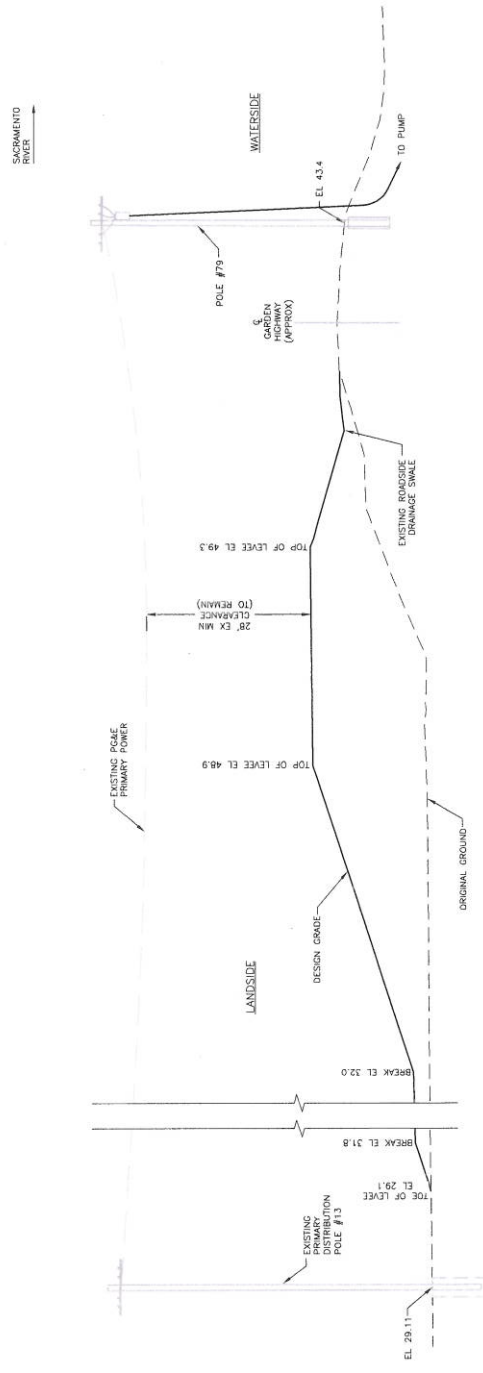 SACRAMENTO
RIVER
WATERSIDE
EL 43.4
TO PUMP
POLE #79
℄
GARDEN
HIGHWAY
(APPROX)
EXISTING ROADSIDE
DRAINAGE SWALE
TOP OF LEVEE EL 49.3
28' EX MIN
CLEARANCE
(TO REMAIN)
TOP OF LEVEE EL 48.9
EXISTING PG&E
PRIMARY POWER
ORIGINAL GROUND
DESIGN GRADE
LANDSIDE
BREAK EL 32.0
BREAK EL 31.8
TOE OF LEVEE
EL 29.1
EXISTING
PRIMARY
DISTRIBUTION
POLE #13
EL 29.11